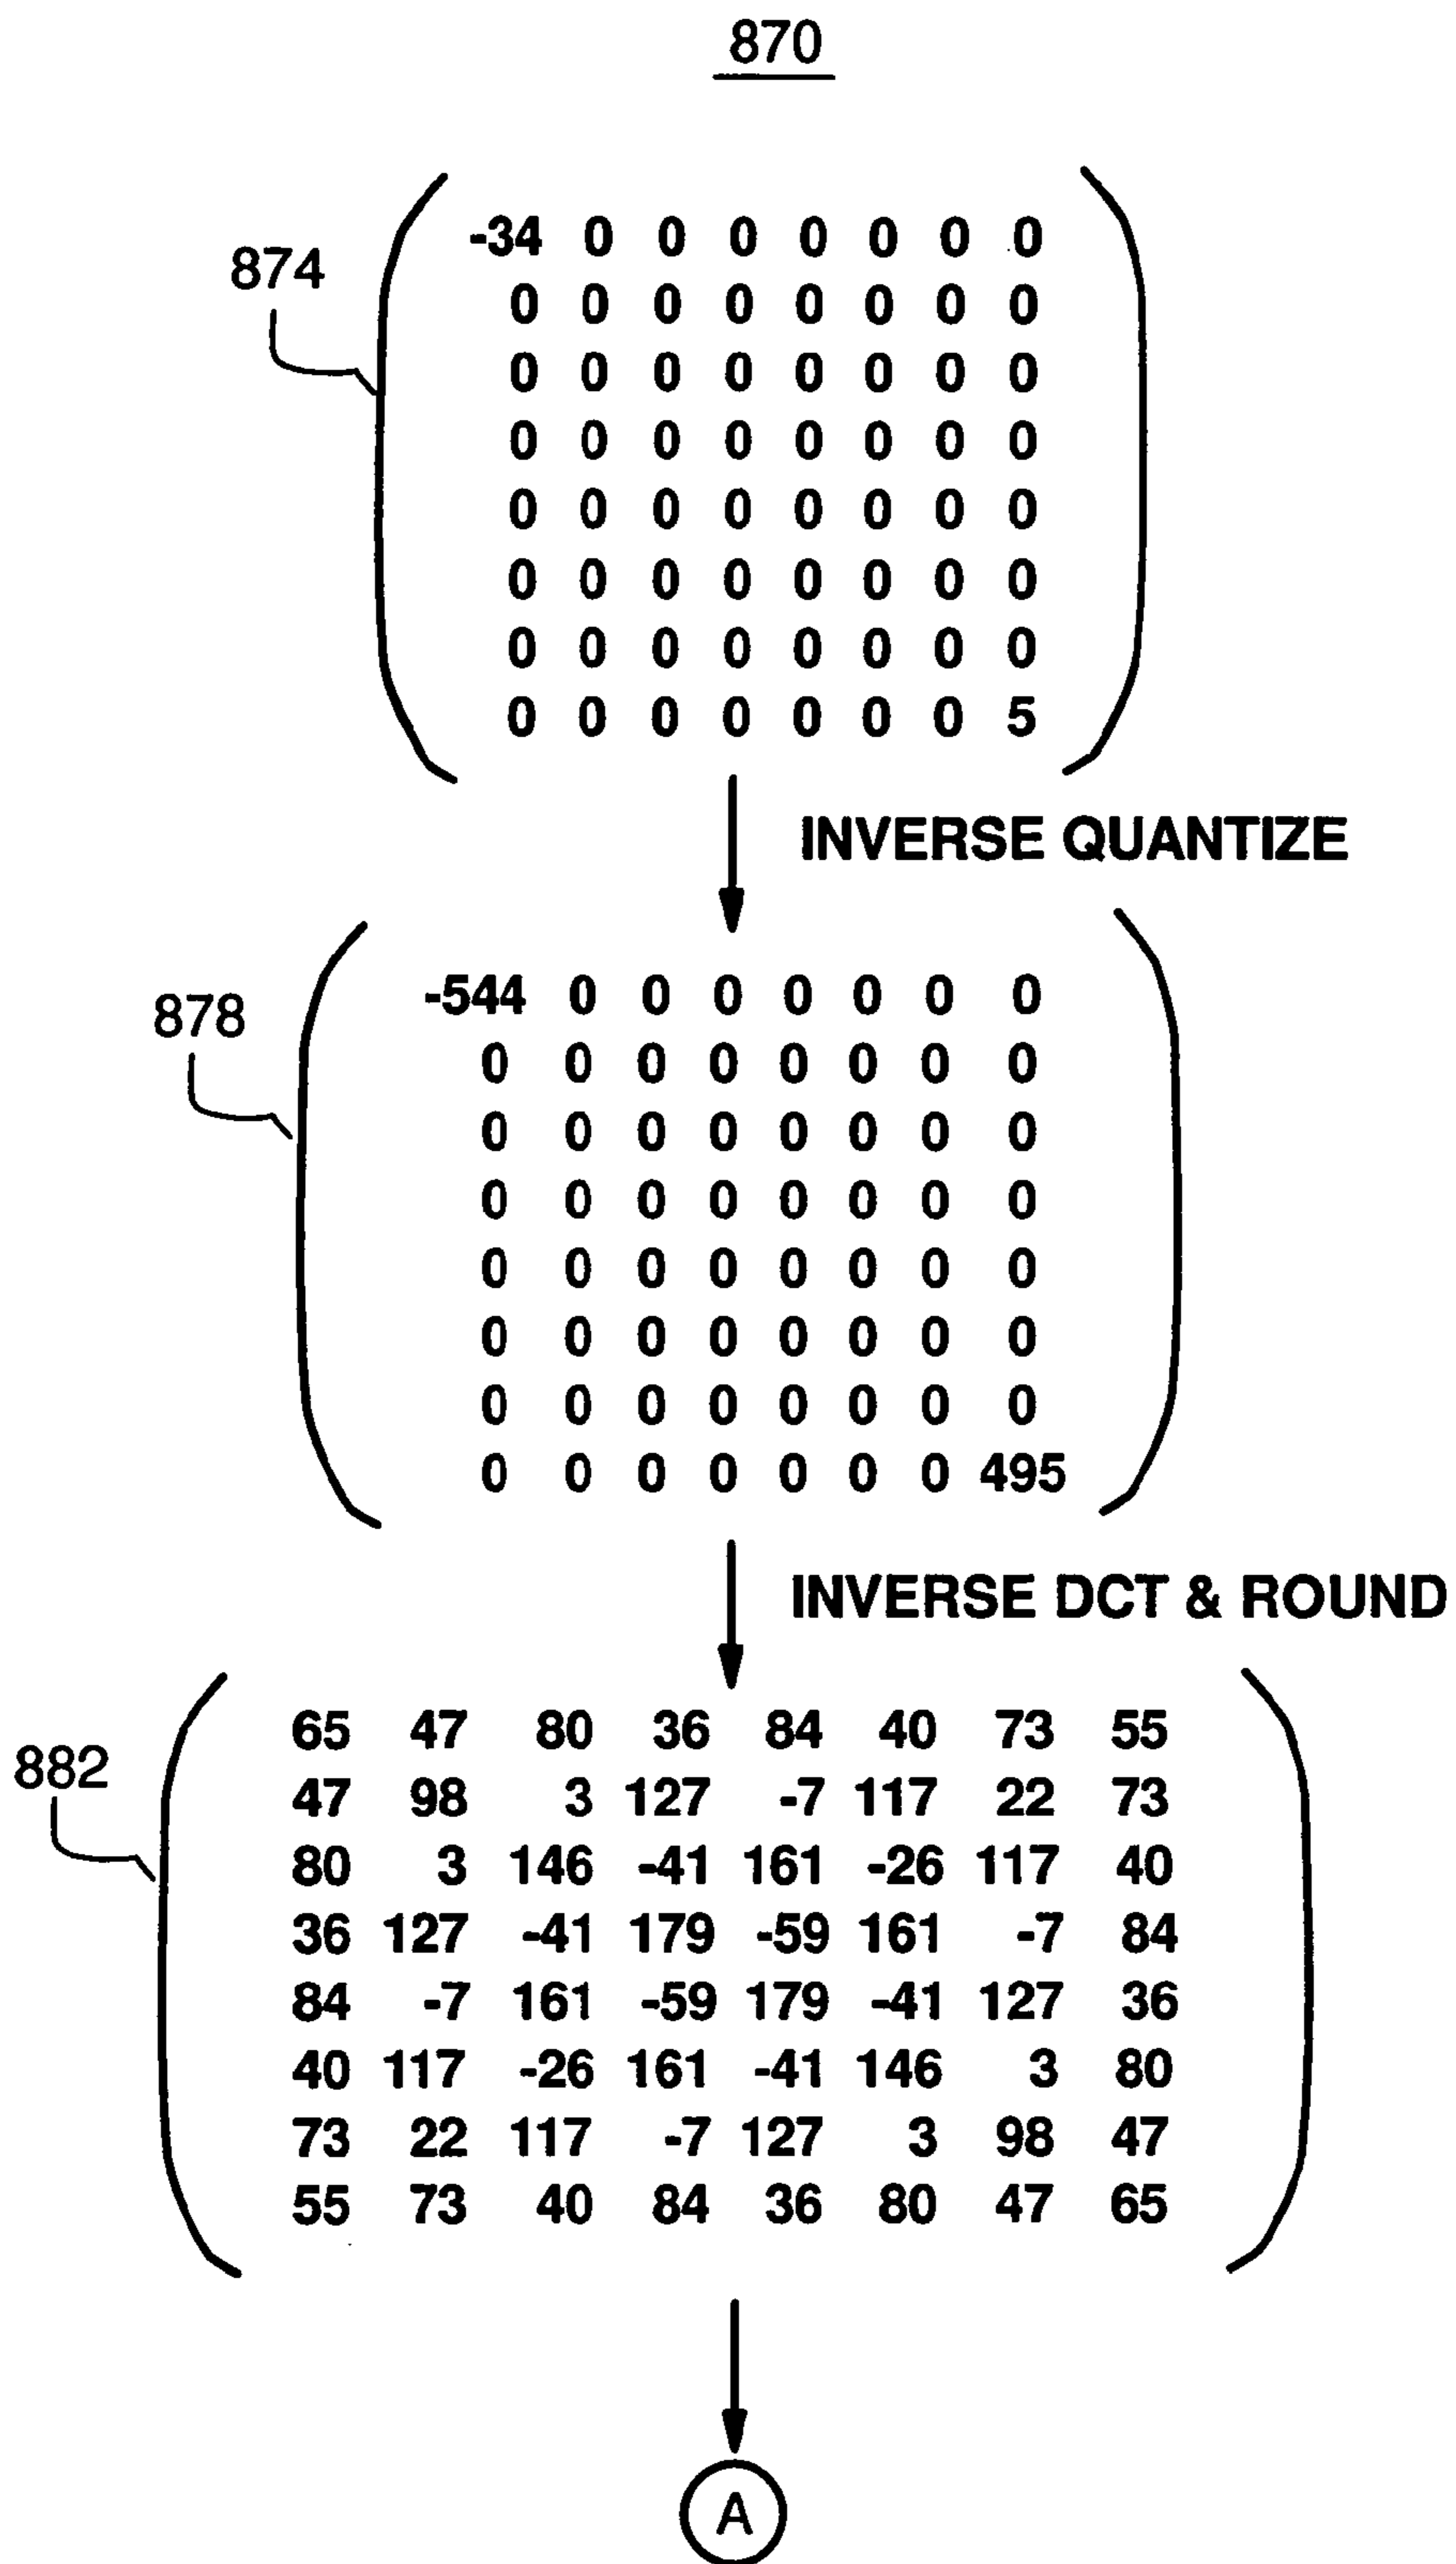 870
874
-34 0 0 0 0 0 0 0
0 0 0 0 0 0 0 0
0 0 0 0 0 0 0 0
0 0 0 0 0 0 0 0
0 0 0 0 0 0 0 0
0 0 0 0 0 0 0 0
0 0 0 0 0 0 0 0
0 0 0 0 0 0 0 5
INVERSE QUANTIZE
878
-544 0 0 0 0 0 0 0
0 0 0 0 0 0 0 0
0 0 0 0 0 0 0 0
0 0 0 0 0 0 0 0
0 0 0 0 0 0 0 0
0 0 0 0 0 0 0 0
0 0 0 0 0 0 0 0
0 0 0 0 0 0 0 495
INVERSE DCT & ROUND
882
65 47 80 36 84 40 73 55
47 98 3 127 -7 117 22 73
80 3 146 -41 161 -26 117 40
36 127 -41 179 -59 161 -7 84
84 -7 161 -59 179 -41 127 36
40 117 -26 161 -41 146 3 80
73 22 117 -7 127 3 98 47
55 73 40 84 36 80 47 65
A